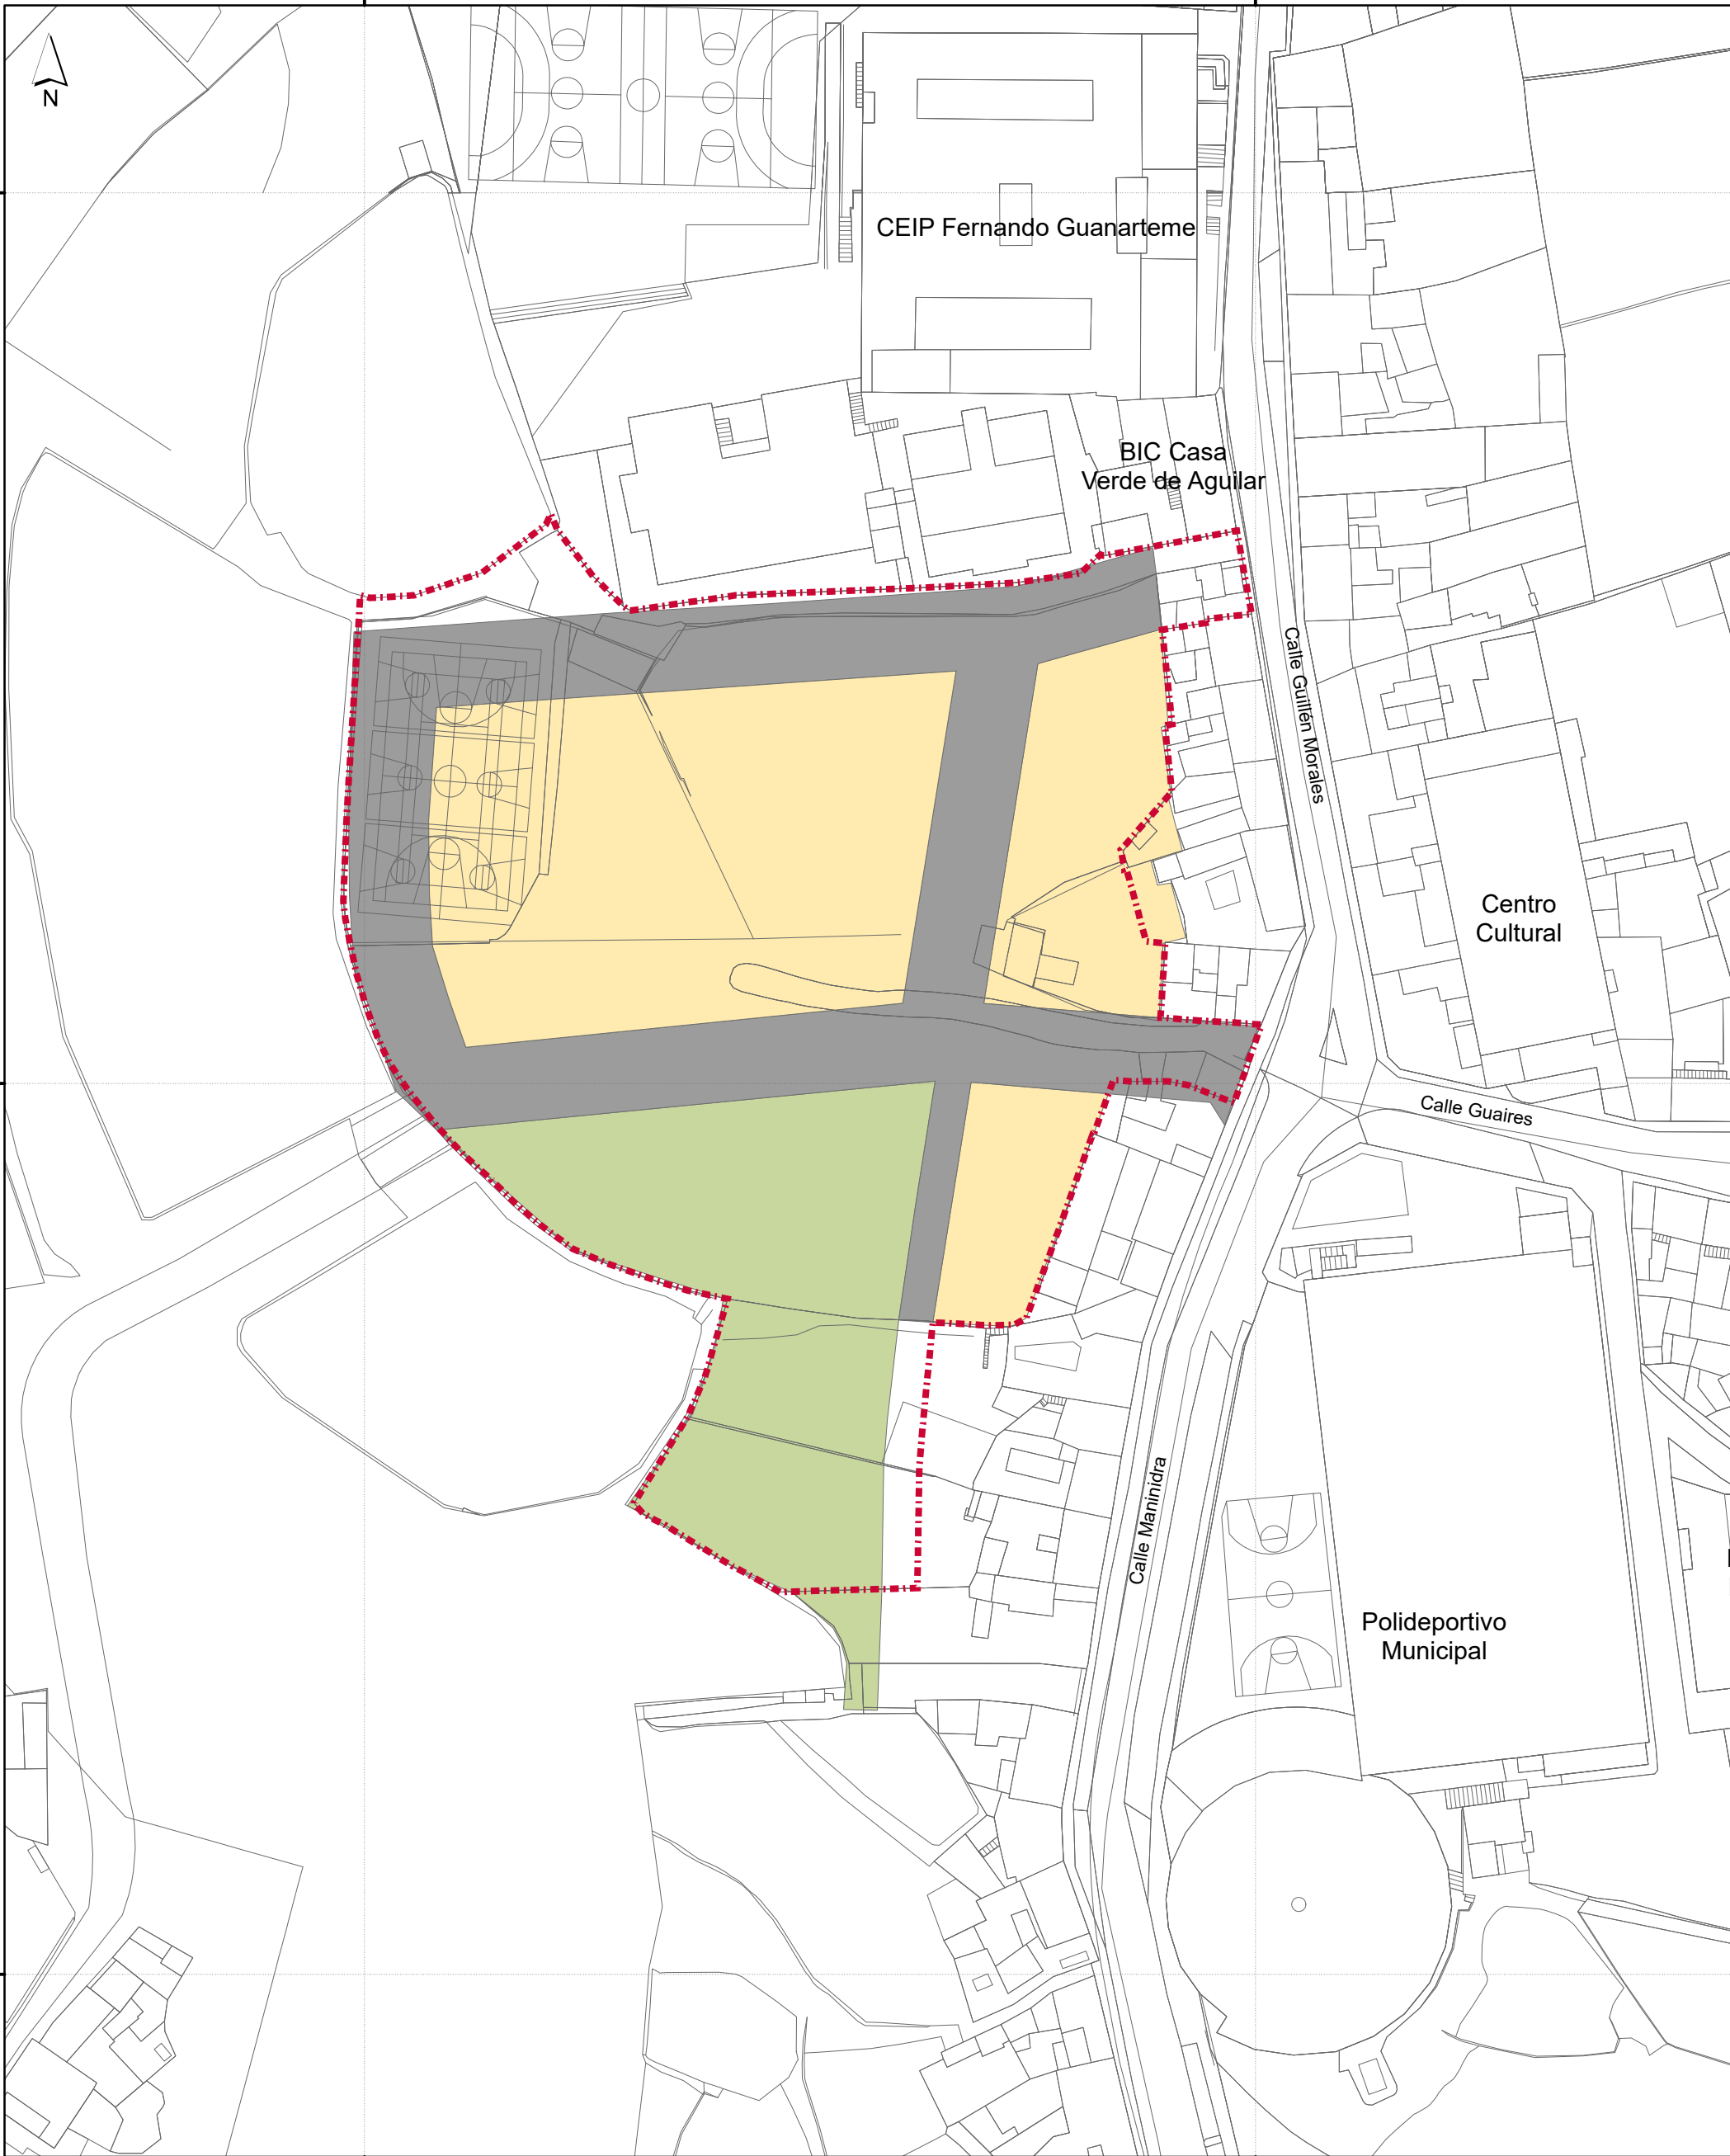 N
CEIP Fernando Guanarteme
BIC Casa
Verde de Aguilar
Calle Guillén Morales
Centro
Cultural
Calle Guaires
Calle Maninidra
Polideportivo
Municipal